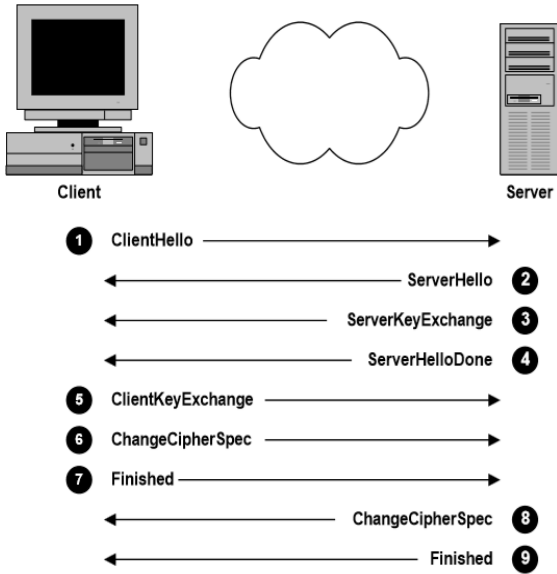 Client
Server
1 ClientHello
ServerHello 2
ServerKeyExchange 3
ServerHelloDone 4
5 ClientKeyExchange
6 ChangeCipherSpec
7 Finished
ChangeCipherSpec 8
Finished 9